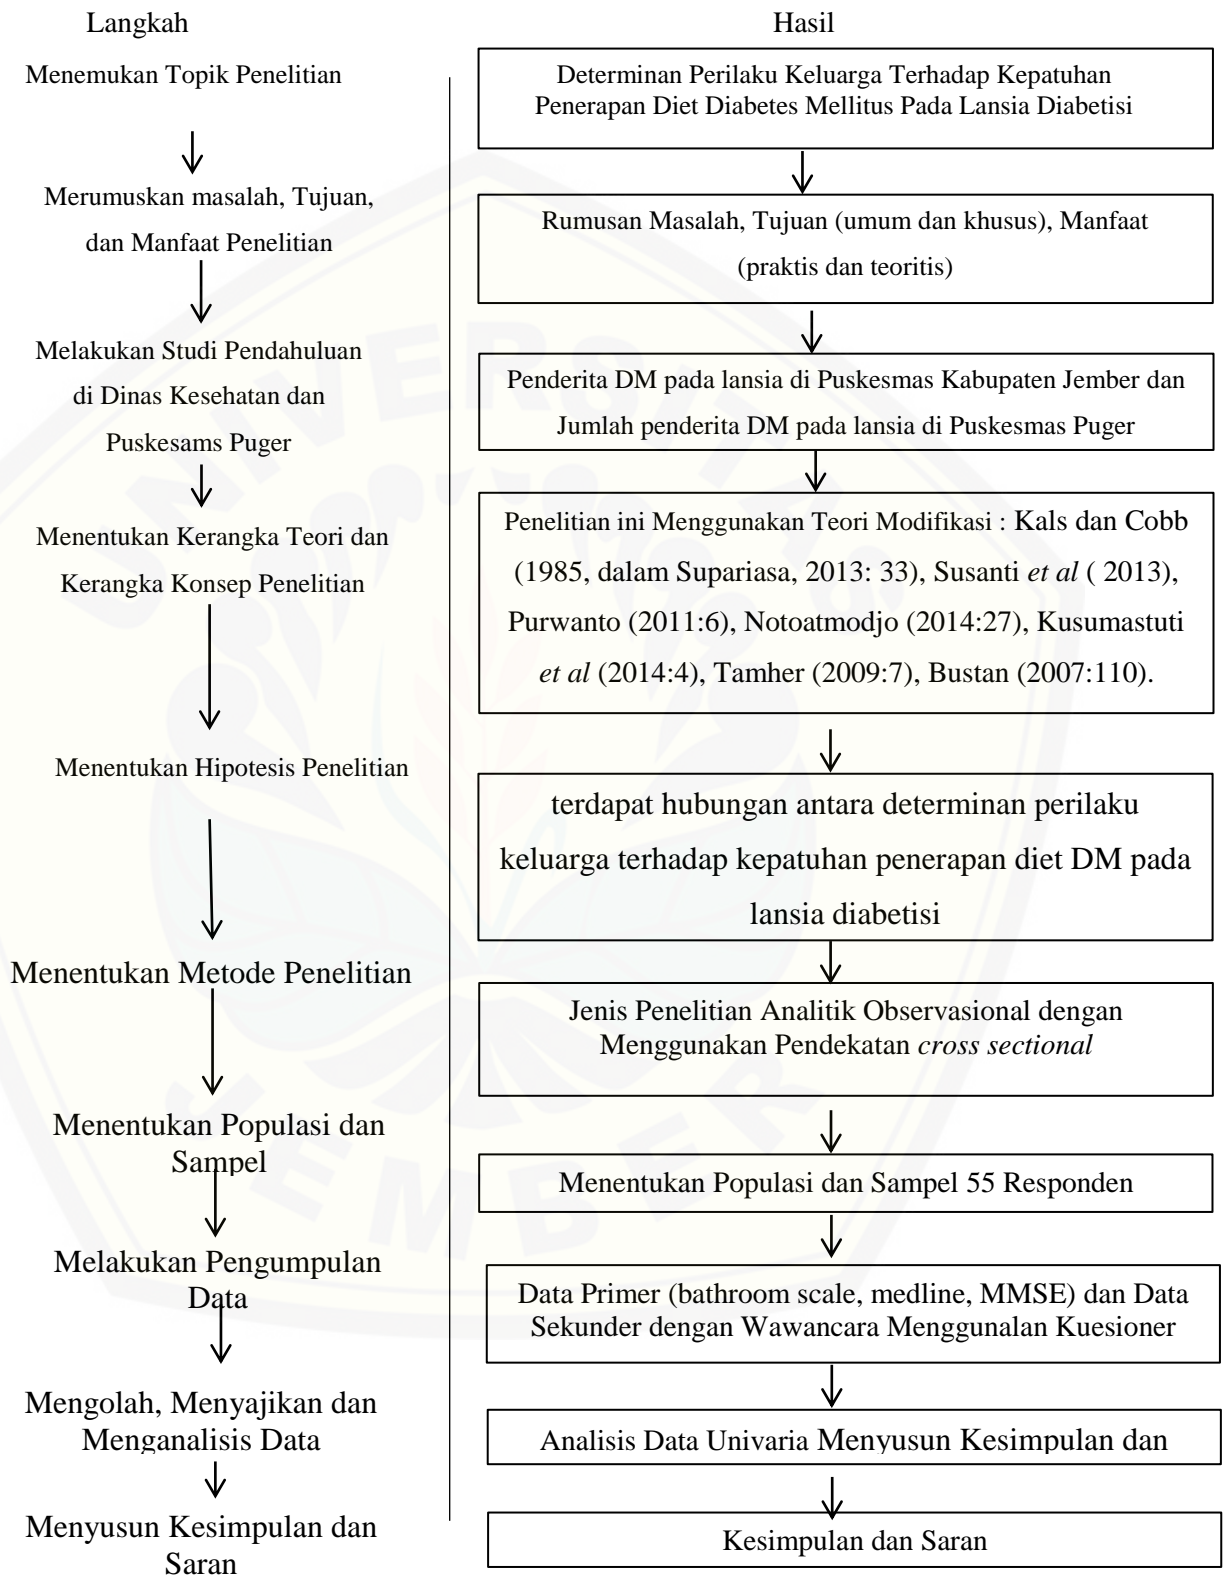 Langkah
Hasil
Menemukan Topik Penelitian
Determinan Perilaku Keluarga Terhadap Kepatuhan
Penerapan Diet Diabetes Mellitus Pada Lansia Diabetisi
Merumuskan masalah, Tujuan,
dan Manfaat Penelitian
Rumusan Masalah, Tujuan (umum dan khusus), Manfaat
(praktis dan teoritis)
Melakukan Studi Pendahuluan
di Dinas Kesehatan dan
Puskesams Puger
Penderita DM pada lansia di Puskesmas Kabupaten Jember dan
Jumlah penderita DM pada lansia di Puskesmas Puger
Menentukan Kerangka Teori dan
Kerangka Konsep Penelitian
Penelitian ini Menggunakan Teori Modifikasi : Kals dan Cobb
(1985, dalam Supariasa, 2013: 33), Susanti et al ( 2013),
Purwanto (2011:6), Notoatmodjo (2014:27), Kusumastuti
et al (2014:4), Tamher (2009:7), Bustan (2007:110).
Menentukan Hipotesis Penelitian
terdapat hubungan antara determinan perilaku
keluarga terhadap kepatuhan penerapan diet DM pada
lansia diabetisi
Menentukan Metode Penelitian
Jenis Penelitian Analitik Observasional dengan
Menggunakan Pendekatan cross sectional
Menentukan Populasi dan
Sampel
Menentukan Populasi dan Sampel 55 Responden
Melakukan Pengumpulan
Data
Data Primer (bathroom scale, medline, MMSE) dan Data
Sekunder dengan Wawancara Menggunalan Kuesioner
Mengolah, Menyajikan dan
Menganalisis Data
Analisis Data Univaria Menyusun Kesimpulan dan
Menyusun Kesimpulan dan
Saran
Kesimpulan dan Saran
UNIVERSITAS
JEMBER